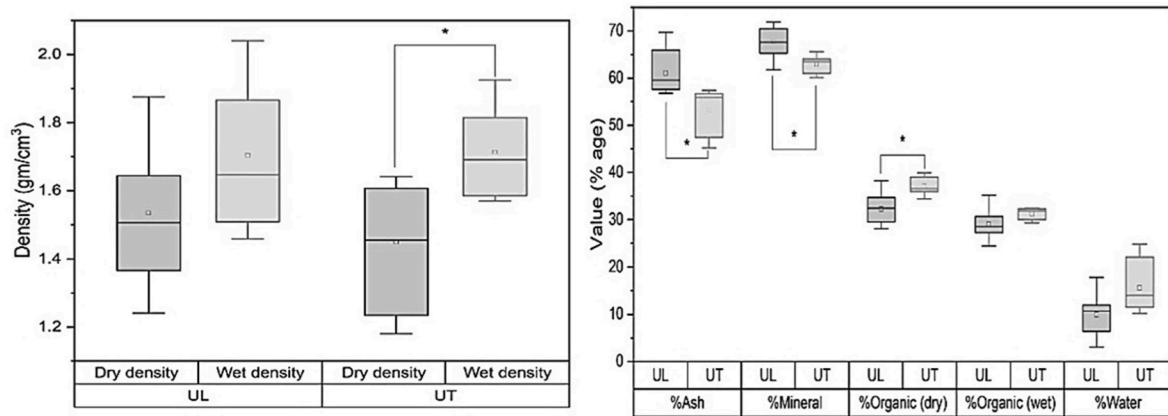 Density (gm/cm³)
2.0
1.8
1.6
1.4
1.2
*
Dry density Wet density Dry density Wet density
UL UT
Value (% age)
70
60
50
40
30
20
10
0
* * *
UL UT UL UT UL UT UL UT UL UT
%Ash %Mineral %Organic (dry) %Organic (wet) %Water